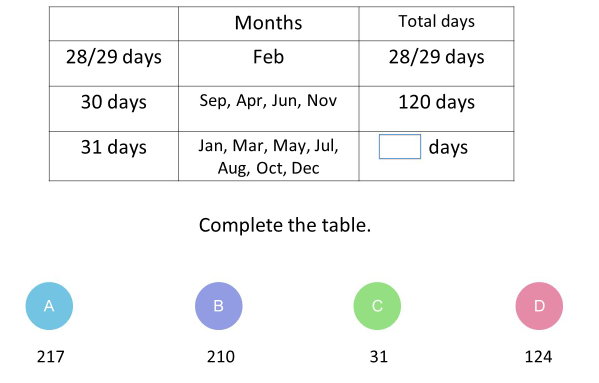 Months Total days
28/29 days Feb 28/29 days
30 days Sep, Apr, Jun, Nov 120 days
31 days Jan, Mar, May, Jul, days
Aug, Oct, Dec
Complete the table.
A B C D
217 210 31 124